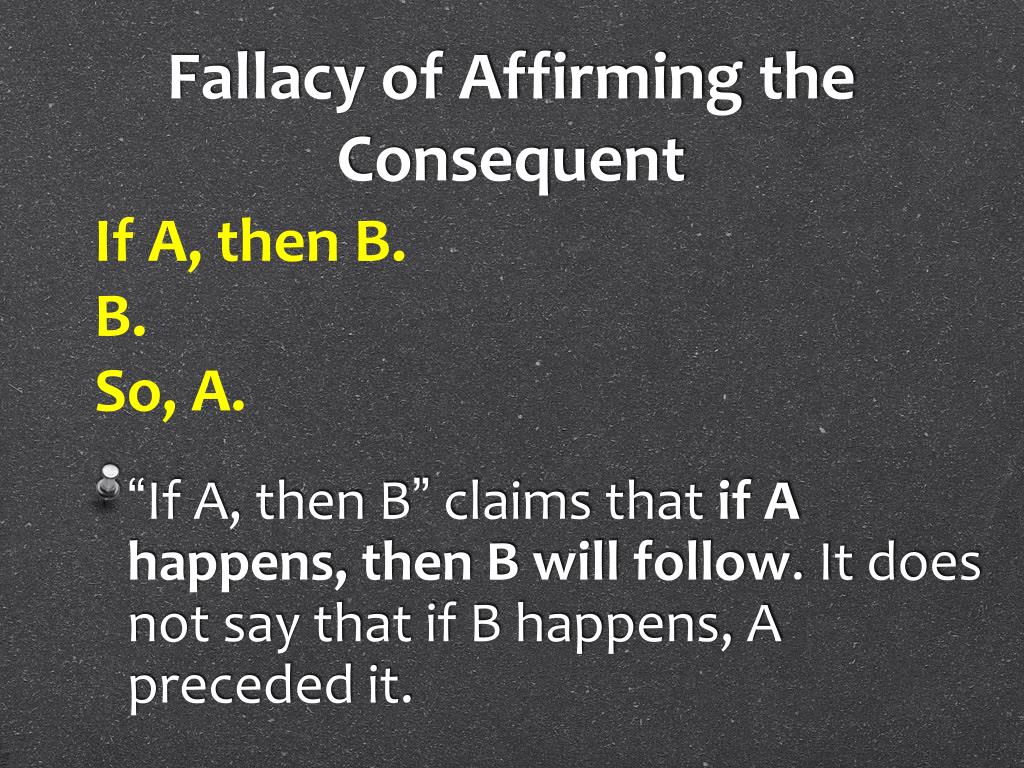 Fallacy of Affirming the
Consequent
If A, then B.
B.
So, A.
“If A, then B” claims that if A
happens, then B will follow. It does
not say that if B happens, A
preceded it.